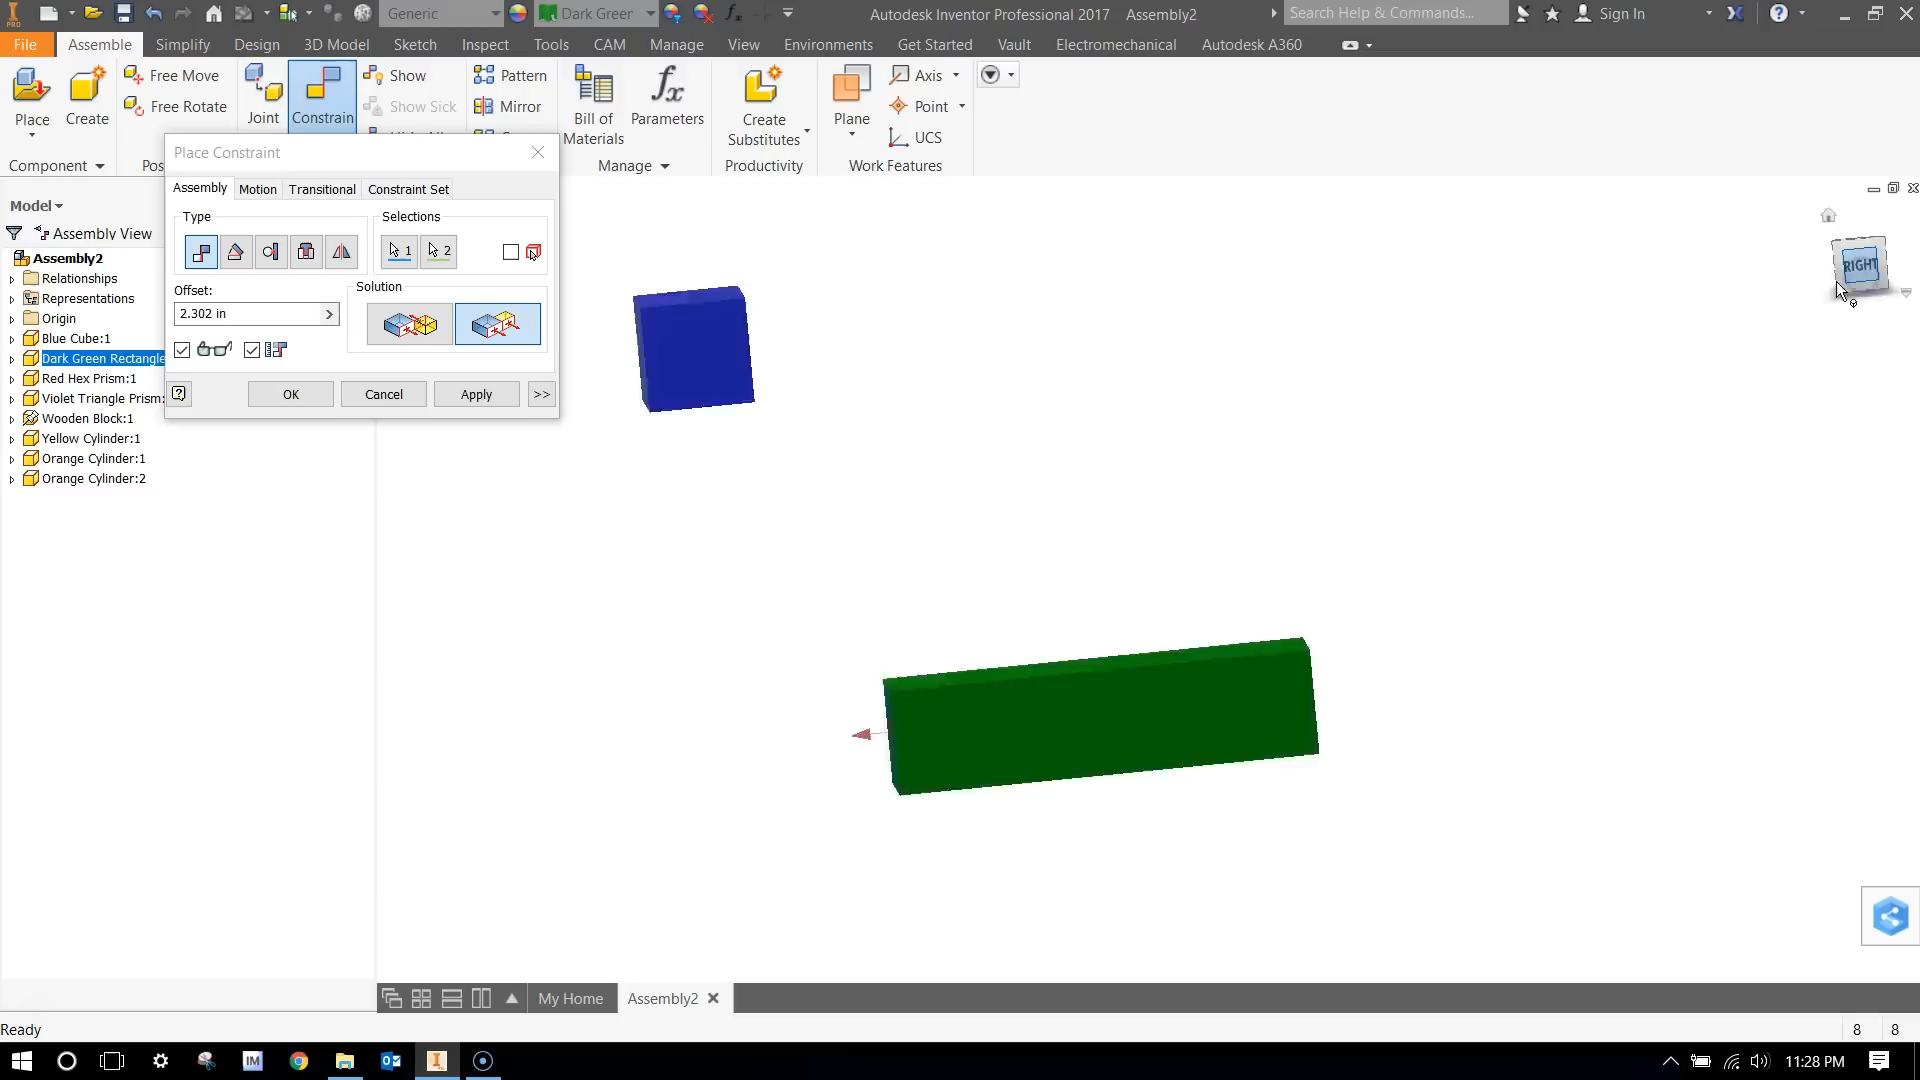 PRO
Generic
Dark Green
fx
Autodesk Inventor Professional 2017 Assembly2
Search Help & Commands...
Sign In
File
Assemble
Simplify
Design
3D Model
Sketch
Inspect
Tools
CAM
Manage
View
Environments
Get Started
Vault
Electromechanical
Autodesk A360
Place
Create
Free Move
Free Rotate
Joint
Constrain
Show
Show Sick
Pattern
Mirror
Bill of
Materials
fx
Parameters
Create
Substitutes
Plane
Axis
Point
UCS
Component
Manage
Productivity
Work Features
Place Constraint
Assembly
Motion
Transitional
Constraint Set
Type
Selections
1
2
Offset:
2.302 in
Solution
OK
Cancel
Apply
>>
Model
Assembly View
Assembly2
Relationships
Representations
Origin
Blue Cube:1
Dark Green Rectangle
Red Hex Prism:1
Violet Triangle Prism:
Wooden Block:1
Yellow Cylinder:1
Orange Cylinder:1
Orange Cylinder:2
RIGHT
My Home
Assembly2
Ready
8 8
IM
11:28 PM